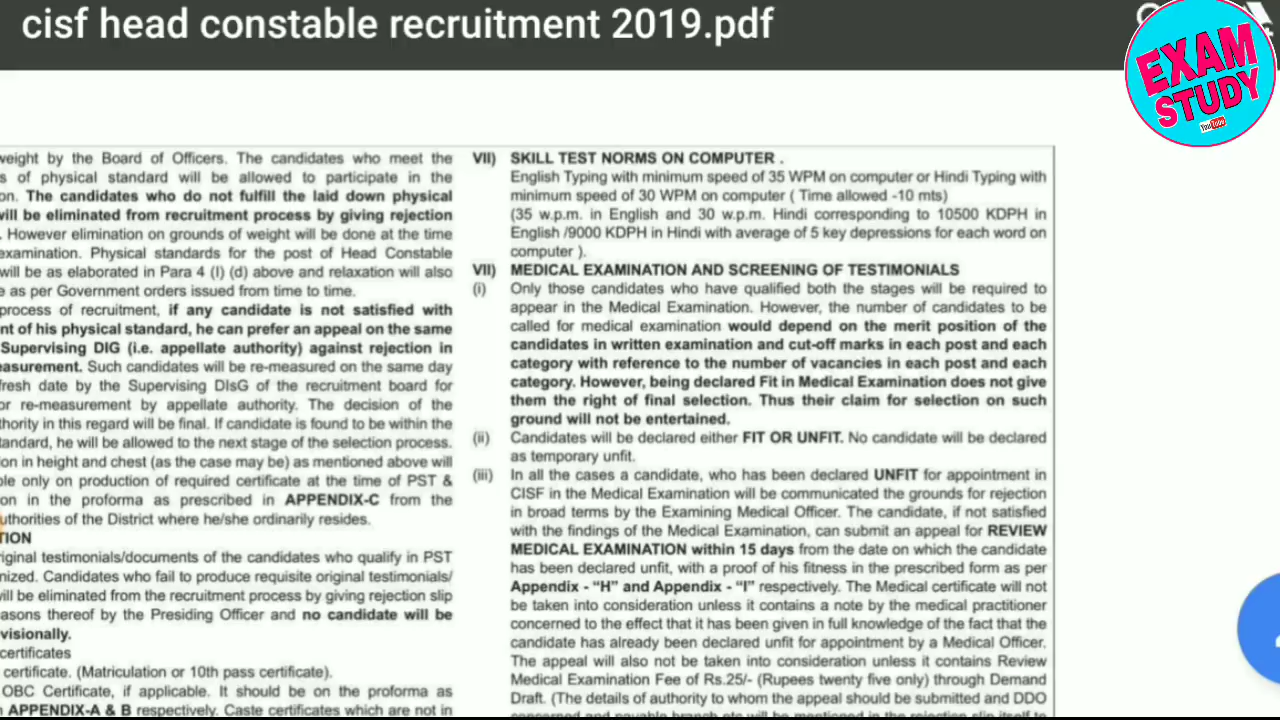 cisf head constable recruitment 2019.pdf
EXAM
STUDY
YouTube
weight by the Board of Officers. The candidates who meet the
s of physical standard will be allowed to participate in the
on. The candidates who do not fulfill the laid down physical
will be eliminated from recruitment process by giving rejection
. However elimination on grounds of weight will be done at the time
examination. Physical standards for the post of Head Constable
will be as elaborated in Para 4 (I) (d) above and relaxation will also
e as per Government orders issued from time to time.
process of recruitment, if any candidate is not satisfied with
nt of his physical standard, he can prefer an appeal on the same
Supervising DIG (i.e. appellate authority) against rejection in
easurement. Such candidates will be re-measured on the same day
fresh date by the Supervising DIsG of the recruitment board for
or re-measurement by appellate authority. The decision of the
thority in this regard will be final. If candidate is found to be within the
tandard, he will be allowed to the next stage of the selection process.
ion in height and chest (as the case may be) as mentioned above will
ble only on production of required certificate at the time of PST &
on in the proforma as prescribed in APPENDIX-C from the
uthorities of the District where he/she ordinarily resides.
TION
riginal testimonials/documents of the candidates who qualify in PST
nized. Candidates who fail to produce requisite original testimonials/
will be eliminated from the recruitment process by giving rejection slip
easons thereof by the Presiding Officer and no candidate will be
visionally.
certificates
certificate. (Matriculation or 10th pass certificate).
OBC Certificate, if applicable. It should be on the proforma as
n APPENDIX-A & B respectively. Caste certificates which are not in
VII) SKILL TEST NORMS ON COMPUTER .
English Typing with minimum speed of 35 WPM on computer or Hindi Typing with
minimum speed of 30 WPM on computer ( Time allowed -10 mts)
(35 w.p.m. in English and 30 w.p.m. Hindi corresponding to 10500 KDPH in
English /9000 KDPH in Hindi with average of 5 key depressions for each word on
computer ).
VII) MEDICAL EXAMINATION AND SCREENING OF TESTIMONIALS
(i) Only those candidates who have qualified both the stages will be required to
appear in the Medical Examination. However, the number of candidates to be
called for medical examination would depend on the merit position of the
candidates in written examination and cut-off marks in each post and each
category with reference to the number of vacancies in each post and each
category. However, being declared Fit in Medical Examination does not give
them the right of final selection. Thus their claim for selection on such
ground will not be entertained.
(ii) Candidates will be declared either FIT OR UNFIT. No candidate will be declared
as temporary unfit.
(iii) In all the cases a candidate, who has been declared UNFIT for appointment in
CISF in the Medical Examination will be communicated the grounds for rejection
in broad terms by the Examining Medical Officer. The candidate, if not satisfied
with the findings of the Medical Examination, can submit an appeal for REVIEW
MEDICAL EXAMINATION within 15 days from the date on which the candidate
has been declared unfit, with a proof of his fitness in the prescribed form as per
Appendix - “H” and Appendix - “I” respectively. The Medical certificate will not
be taken into consideration unless it contains a note by the medical practitioner
concerned to the effect that it has been given in full knowledge of the fact that the
candidate has already been declared unfit for appointment by a Medical Officer.
The appeal will also not be taken into consideration unless it contains Review
Medical Examination Fee of Rs.25/- (Rupees twenty five only) through Demand
Draft. (The details of authority to whom the appeal should be submitted and DDO